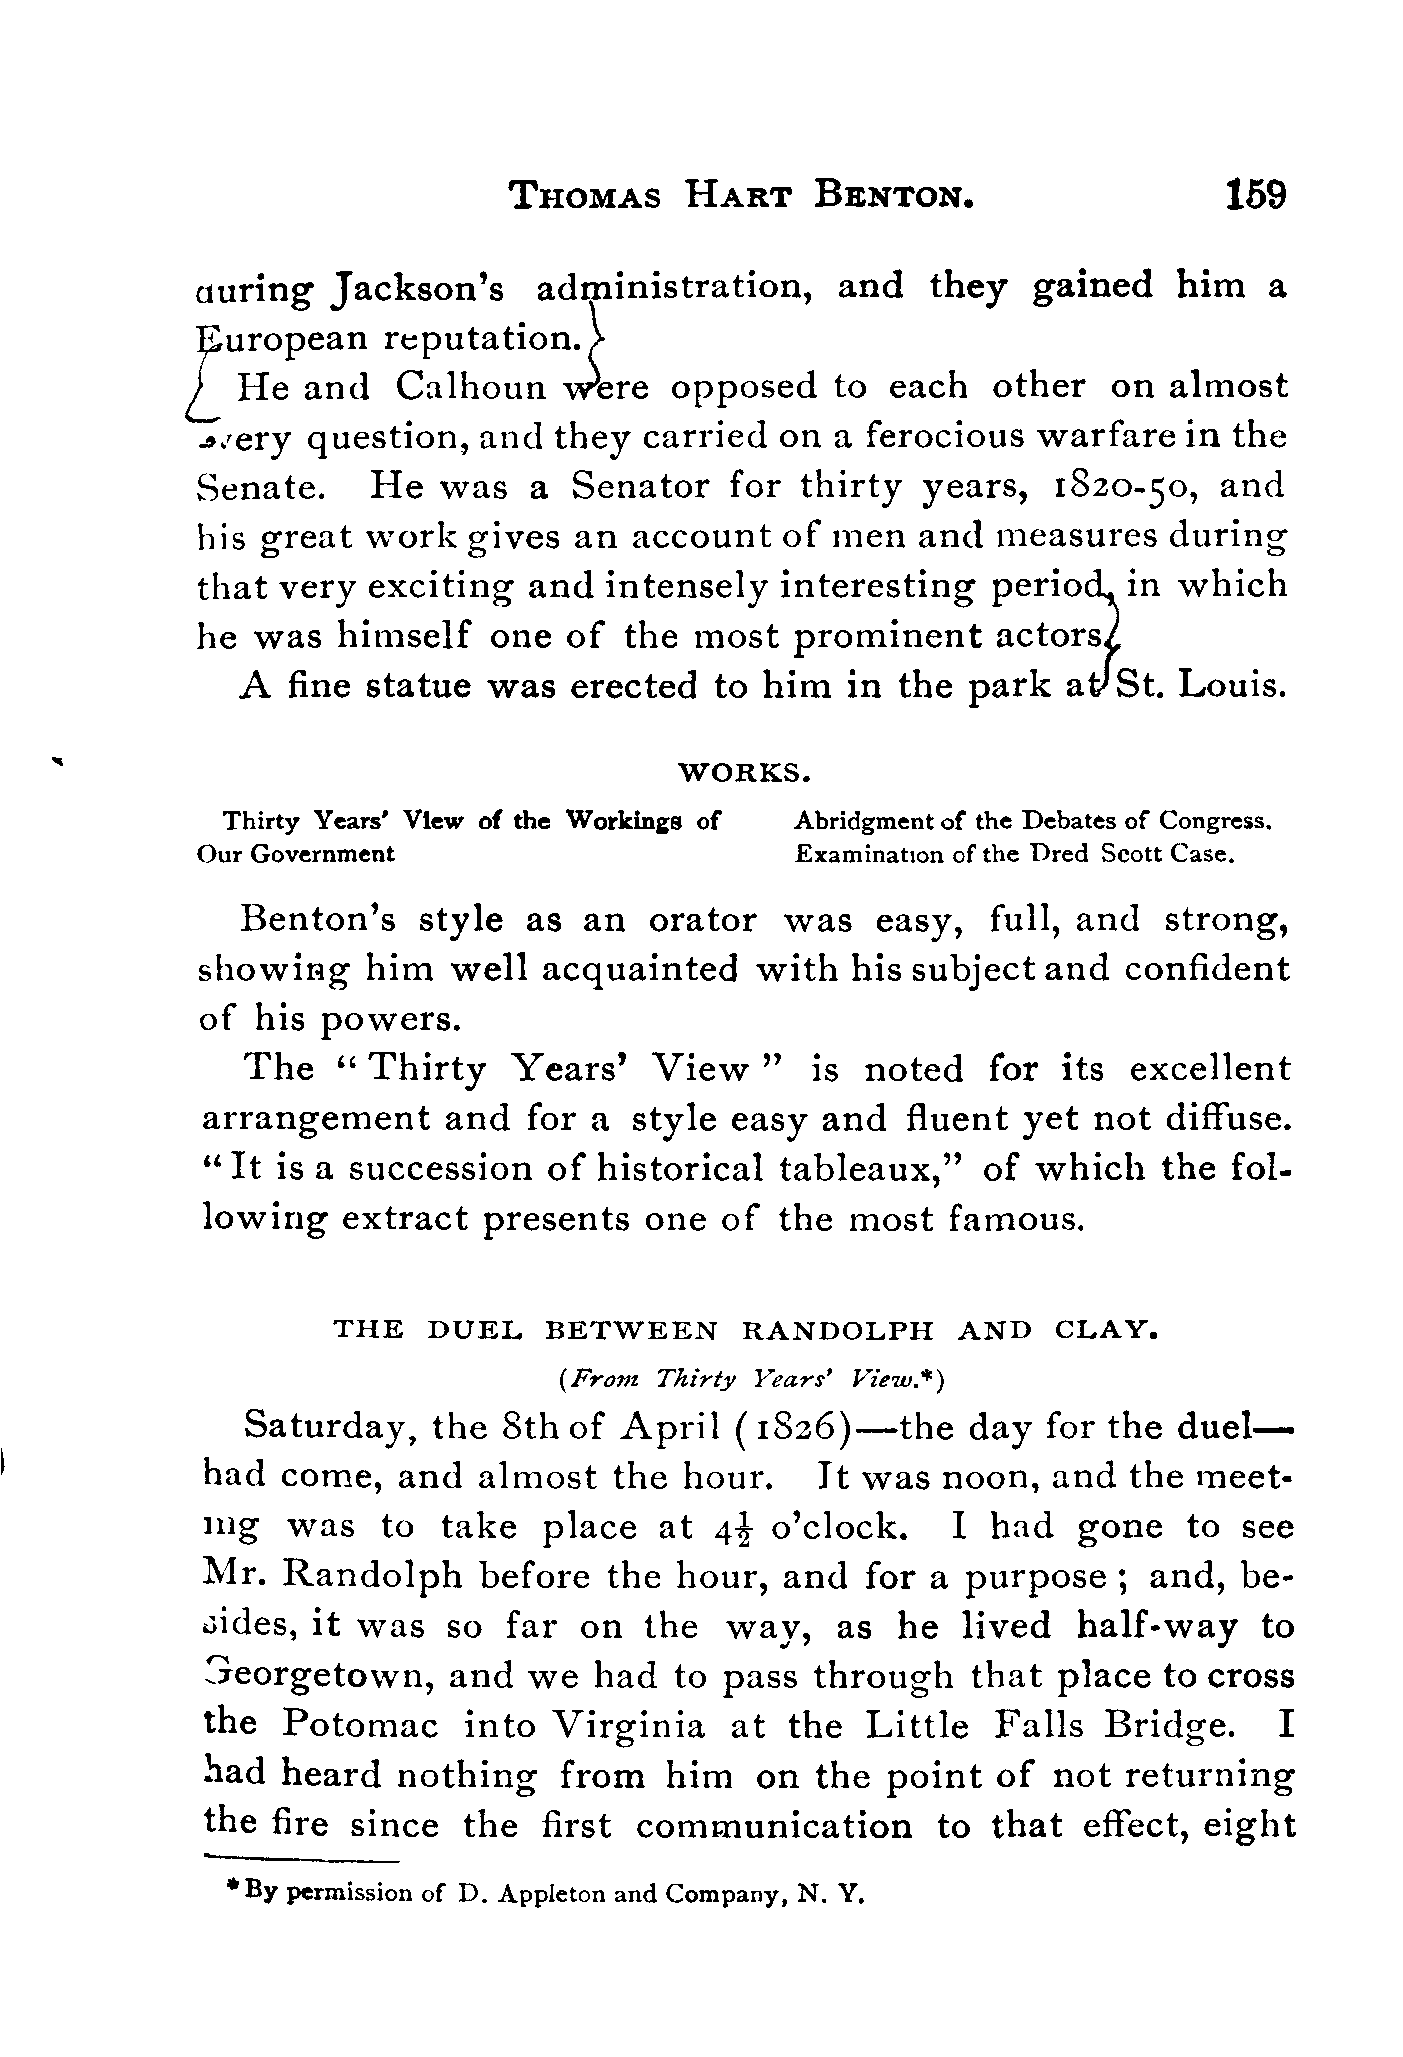 THOMAS HART BENTON. 159
during Jackson's administration, and they gained him a
European reputation.
He and Calhoun were opposed to each other on almost
every question, and they carried on a ferocious warfare in the
Senate. He was a Senator for thirty years, 1820-50, and
his great work gives an account of men and measures during
that very exciting and intensely interesting period, in which
he was himself one of the most prominent actors.
A fine statue was erected to him in the park at St. Louis.
WORKS.
Thirty Years' View of the Workings of
Our Government
Abridgment of the Debates of Congress.
Examination of the Dred Scott Case.
Benton's style as an orator was easy, full, and strong,
showing him well acquainted with his subject and confident
of his powers.
The "Thirty Years' View" is noted for its excellent
arrangement and for a style easy and fluent yet not diffuse.
"It is a succession of historical tableaux," of which the fol-
lowing extract presents one of the most famous.
THE DUEL BETWEEN RANDOLPH AND CLAY.
(From Thirty Years' View.*)
Saturday, the 8th of April (1826)—the day for the duel—
had come, and almost the hour. It was noon, and the meet-
ing was to take place at 4½ o'clock. I had gone to see
Mr. Randolph before the hour, and for a purpose; and, be-
sides, it was so far on the way, as he lived half-way to
Georgetown, and we had to pass through that place to cross
the Potomac into Virginia at the Little Falls Bridge. I
had heard nothing from him on the point of not returning
the fire since the first communication to that effect, eight
*By permission of D. Appleton and Company, N. Y.